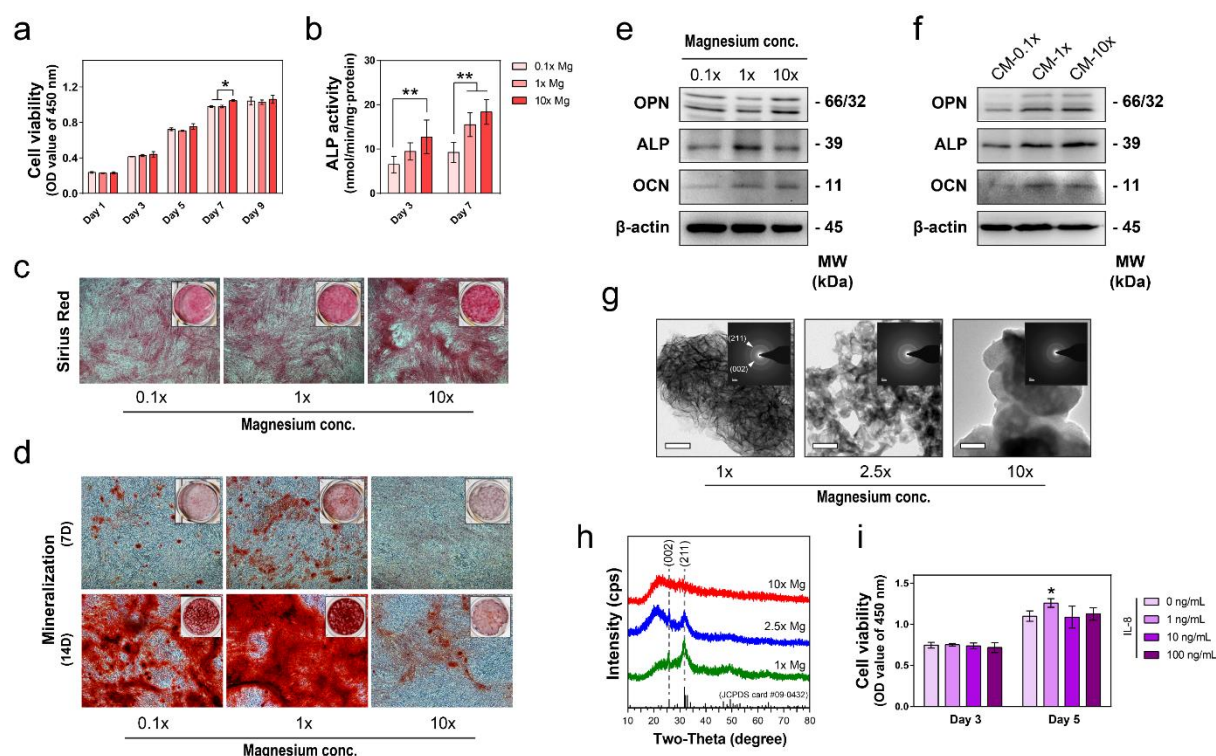 a
Cell viability
(OD value of 450 nm)
1.2
0.8
0.4
0.0
*
Day 1
Day 3
Day 5
Day 7
Day 9
b
ALP activity
(nmol/min/mg-protein)
30
20
10
0
**
**
0.1x Mg
1x Mg
10x Mg
Day 3
Day 7
c
Sirius Red
0.1x 1x 10x
Magnesium conc.
d
Mineralization
(7D)
(14D)
0.1x 1x 10x
Magnesium conc.
e
Magnesium conc.
0.1x 1x 10x
OPN - 66/32
ALP - 39
OCN - 11
β-actin - 45
MW
(kDa)
f
CM-0.1x
CM-1x
CM-10x
OPN - 66/32
ALP - 39
OCN - 11
β-actin - 45
MW
(kDa)
g
(211)
(002)
1x 2.5x 10x
Magnesium conc.
h
Intensity (cps)
(002)
(211)
10x Mg
2.5x Mg
1x Mg
(JCPDS card #09-0432)
10 20 30 40 50 60 70 80
Two-Theta (degree)
i
Cell viability
(OD value of 450 nm)
1.5
1.0
0.5
0.0
*
Day 3
Day 5
0 ng/mL
1 ng/mL
10 ng/mL
100 ng/mL
IL-8